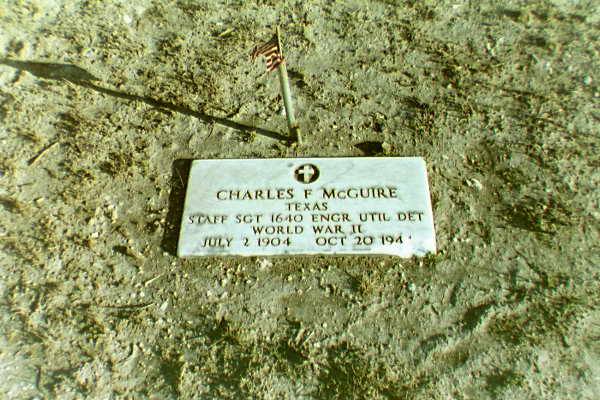 CHARLES F McGUIRE
TEXAS
STAFF SGT 1640 ENGR UTIL DET
WORLD WAR II
JULY 2 1904 OCT 20